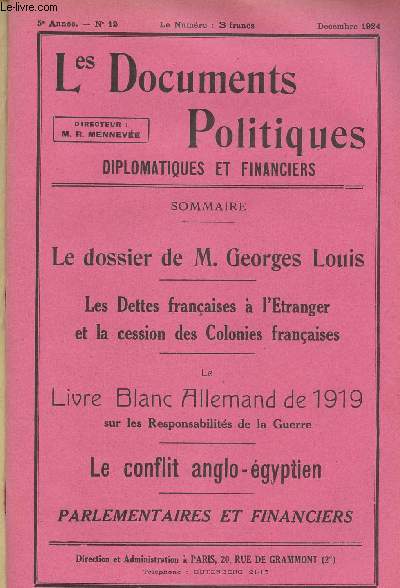 Le-livre.com
5e Année. — N° 12
Le Numéro : 3 francs
Decembre 1924
Les Documents
DIRECTEUR :
M. R. MENNEVÉE
Politiques
DIPLOMATIQUES ET FINANCIERS
SOMMAIRE
Le dossier de M. Georges Louis
Les Dettes françaises à l'Etranger
et la cession des Colonies françaises
Le
Livre Blanc Allemand de 1919
sur les Responsabilités de la Guerre
Le conflit anglo-égyptien
PARLEMENTAIRES ET FINANCIERS
Direction et Administration à PARIS, 20, RUE DE GRAMMONT (2e)
Téléphone : GUTENBERG